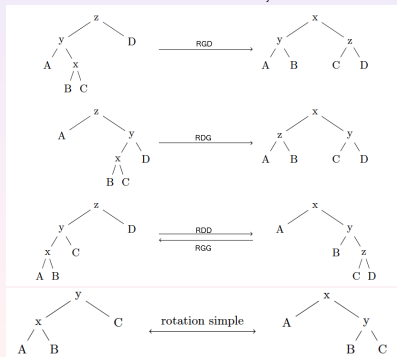 z x
y D RGD y z
A x A B C D
B C
z x
A y RDG z y
x D A B C D
B C
z x
y D RDD A y
x C RGG B z
A B C D
y x
x C rotation simple A y
A B B C